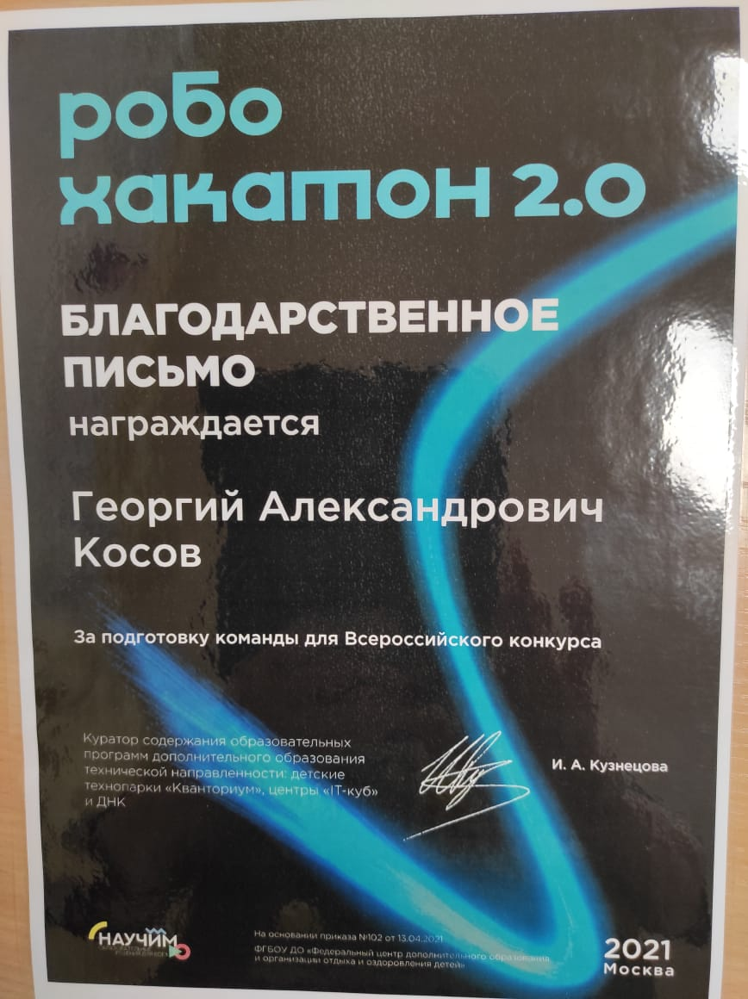 робо
хакатон 2.0
БЛАГОДАРСТВЕННОЕ
ПИСЬМО
награждается
Георгий Александрович
Косов
За подготовку команды для Всероссийского конкурса
Куратор содержания образовательных
программ дополнительного образования
технической направленности: детские
технопарки «Кванториум», центры «IT-куб»
и ДНК
И. А. Кузнецова
НАУЧИМ
На основании приказа №102 от 13.04.2021
ФГБОУ ДО «Федеральный центр дополнительного образования
и организации отдыха и оздоровления детей»
2021
Москва